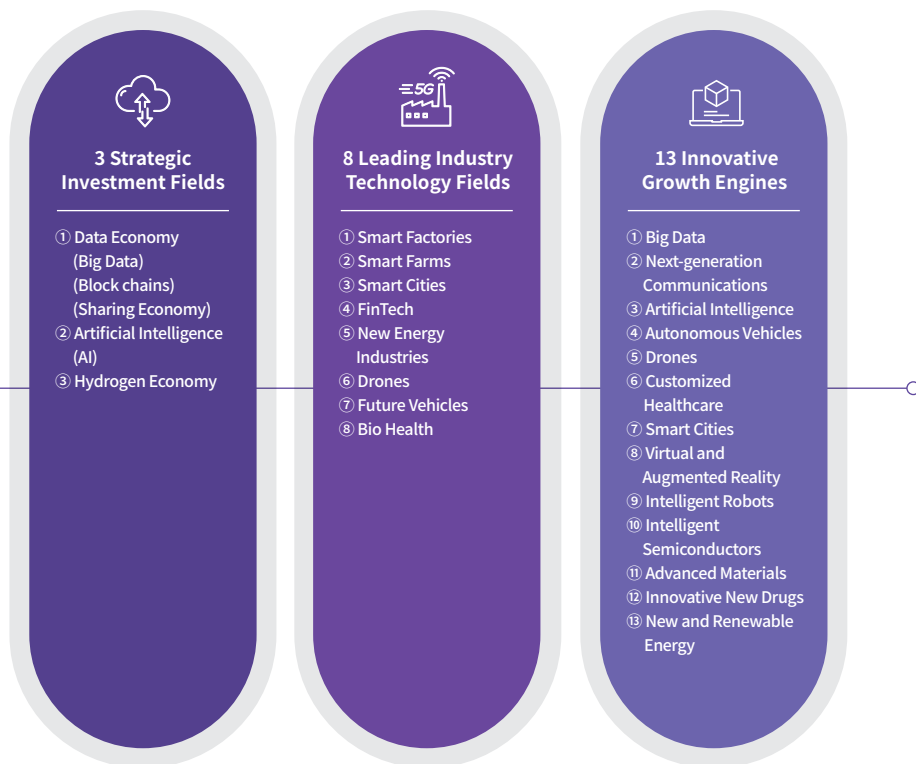 3 Strategic
Investment Fields
① Data Economy
(Big Data)
(Block chains)
(Sharing Economy)
② Artificial Intelligence
(AI)
③ Hydrogen Economy
5G
8 Leading Industry
Technology Fields
① Smart Factories
② Smart Farms
③ Smart Cities
④ FinTech
⑤ New Energy
Industries
⑥ Drones
⑦ Future Vehicles
⑧ Bio Health
13 Innovative
Growth Engines
① Big Data
② Next-generation
Communications
③ Artificial Intelligence
④ Autonomous Vehicles
⑤ Drones
⑥ Customized
Healthcare
⑦ Smart Cities
⑧ Virtual and
Augmented Reality
⑨ Intelligent Robots
⑩ Intelligent
Semiconductors
⑪ Advanced Materials
⑫ Innovative New Drugs
⑬ New and Renewable
Energy